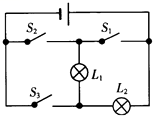 S₂ S₁
L₁
S₃ L₂